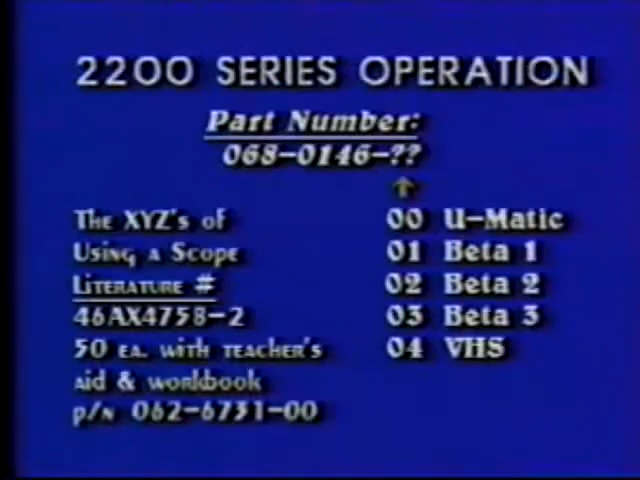 2200 SERIES OPERATION
Part Number:
068-0146-??
↑
The XYZ's of
Using a Scope
Literature #
46AX4758-2
50 ea. with teacher's
aid & workbook
p/n 062-6731-00
00 U-Matic
01 Beta 1
02 Beta 2
03 Beta 3
04 VHS